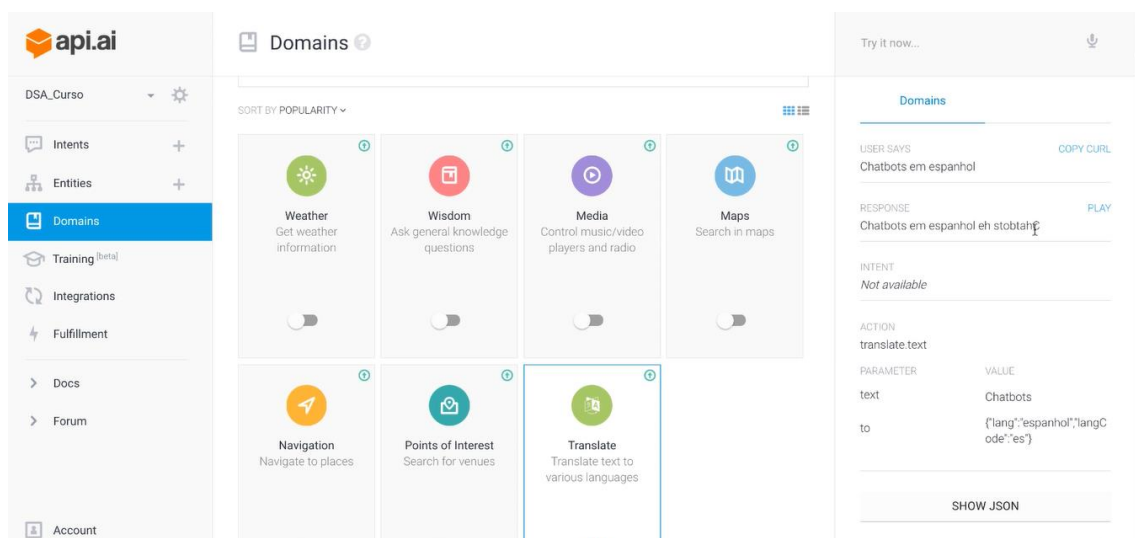 api.ai
DSA_Curso
Intents
Entities
Domains
Training [beta]
Integrations
Fulfillment
Docs
Forum
Account
Domains
SORT BY POPULARITY
Weather
Get weather
information
Wisdom
Ask general knowledge
questions
Media
Control music/video
players and radio
Maps
Search in maps
Navigation
Navigate to places
Points of Interest
Search for venues
Translate
Translate text to
various languages
Try it now...
Domains
USER SAYS COPY CURL
Chatbots em espanhol
RESPONSE PLAY
Chatbots em espanhol eh stobtahC
INTENT
Not available
ACTION
translate.text
PARAMETER VALUE
text Chatbots
to {"lang":"espanhol","langC
ode":"es"}
SHOW JSON